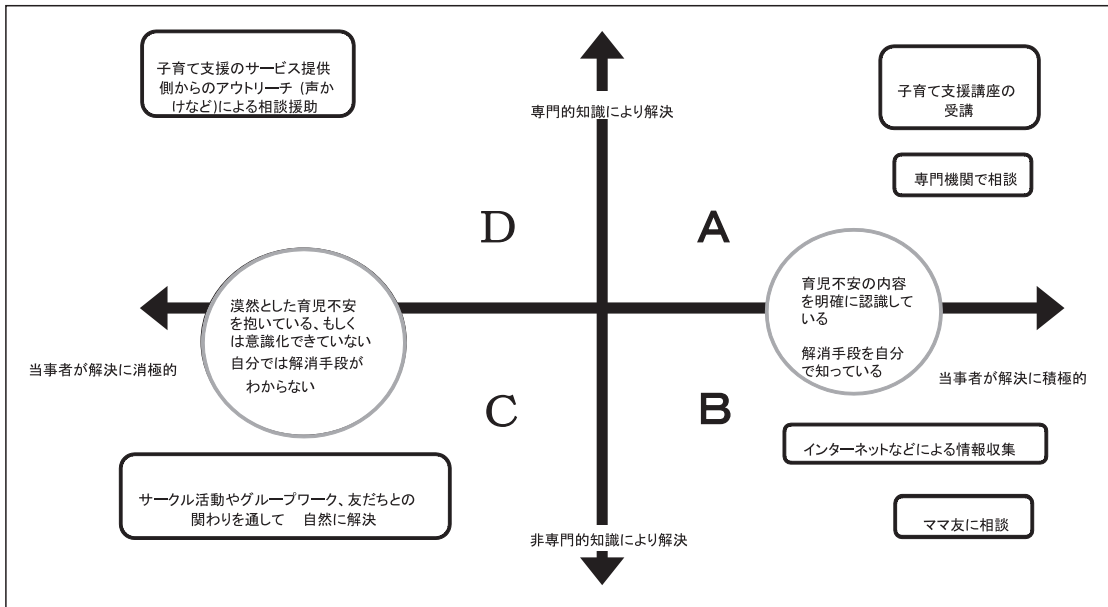 子育て支援のサービス提供
側からのアウトリーチ (声か
けなど)による相談援助
専門的知識により解決
子育て支援講座の
受講
専門機関で相談
D
A
漠然とした育児不安
を抱いている、もしく
は意識化できていない
自分では解消手段が
わからない
育児不安の内容
を明確に認識して
いる
解消手段を自分
で知っている
当事者が解決に消極的
当事者が解決に積極的
C
B
インターネットなどによる情報収集
サークル活動やグループワーク、友だちとの
関わりを通して 自然に解決
ママ友に相談
非専門的知識により解決